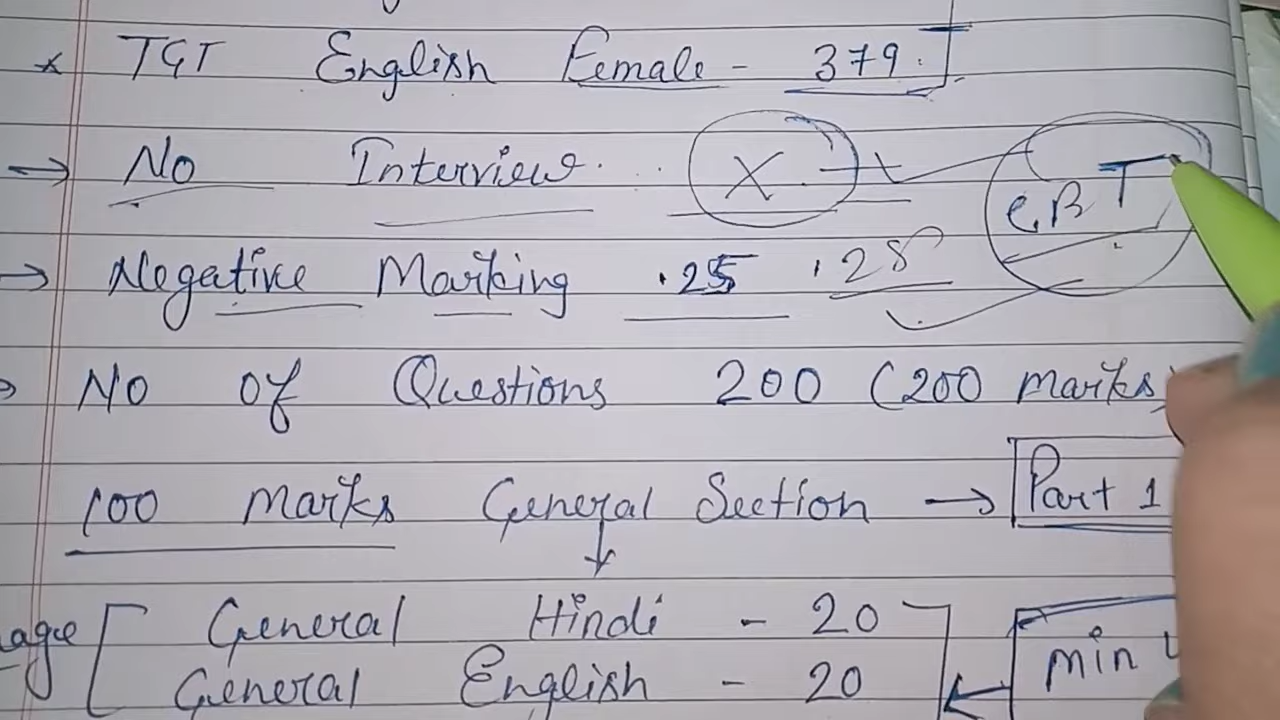 * TGT English Female - 379.
→ No Interview. X CBT
→ Negative Marking .25 .25
→ No of Questions 200 (200 marks)
100 marks General Section → Part 1
General Hindi - 20
General English - 20
min